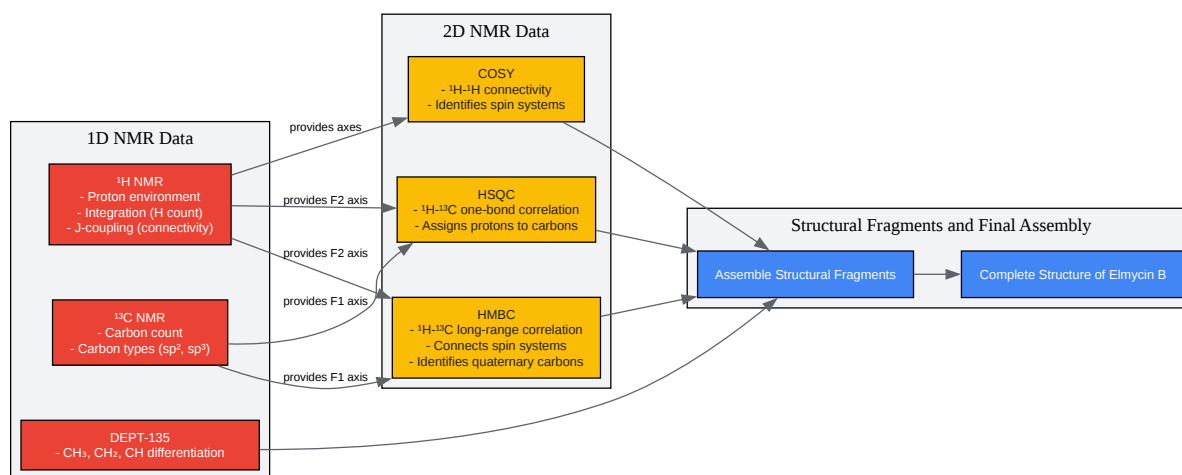 1D NMR Data
¹H NMR
- Proton environment
- Integration (H count)
- J-coupling (connectivity)
¹³C NMR
- Carbon count
- Carbon types (sp², sp³)
DEPT-135
- CH₃, CH₂, CH differentiation
provides axes
provides F2 axis
provides F2 axis
provides F1 axis
provides F1 axis
2D NMR Data
COSY
- ¹H-¹H connectivity
- Identifies spin systems
HSQC
- ¹H-¹³C one-bond correlation
- Assigns protons to carbons
HMBC
- ¹H-¹³C long-range correlation
- Connects spin systems
- Identifies quaternary carbons
Structural Fragments and Final Assembly
Assemble Structural Fragments
Complete Structure of Elmycin B